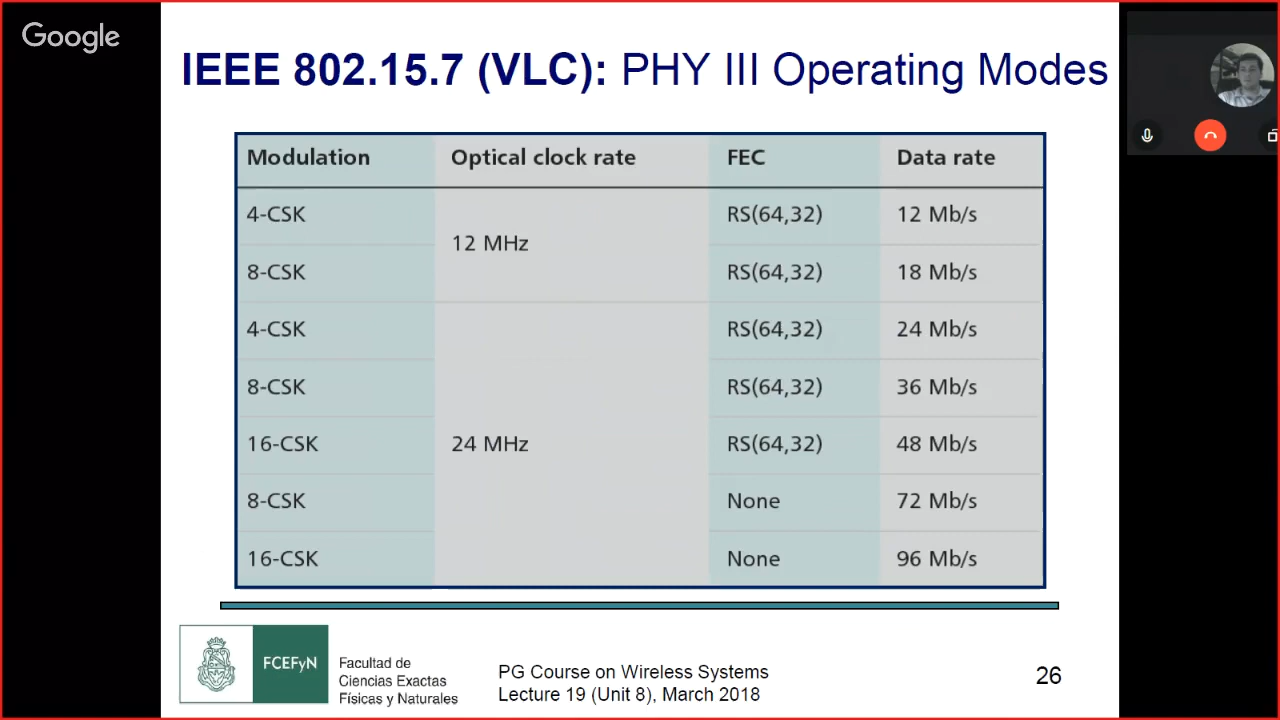 Google
IEEE 802.15.7 (VLC): PHY III Operating Modes
Modulation Optical clock rate FEC Data rate
4-CSK RS(64,32) 12 Mb/s
12 MHz
8-CSK RS(64,32) 18 Mb/s
4-CSK RS(64,32) 24 Mb/s
8-CSK RS(64,32) 36 Mb/s
16-CSK 24 MHz RS(64,32) 48 Mb/s
8-CSK None 72 Mb/s
16-CSK None 96 Mb/s
FCEFyN
Facultad de
Ciencias Exactas
Físicas y Naturales
PG Course on Wireless Systems
Lecture 19 (Unit 8), March 2018
26